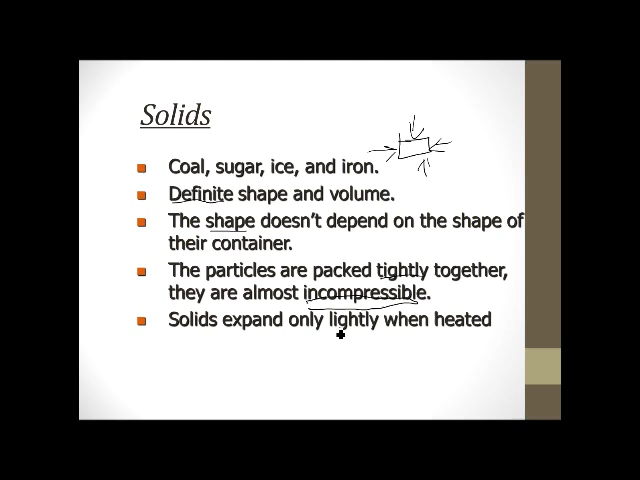 Solids
Coal, sugar, ice, and iron.
Definite shape and volume.
The shape doesn't depend on the shape of
their container.
The particles are packed tightly together,
they are almost incompressible.
Solids expand only lightly when heated